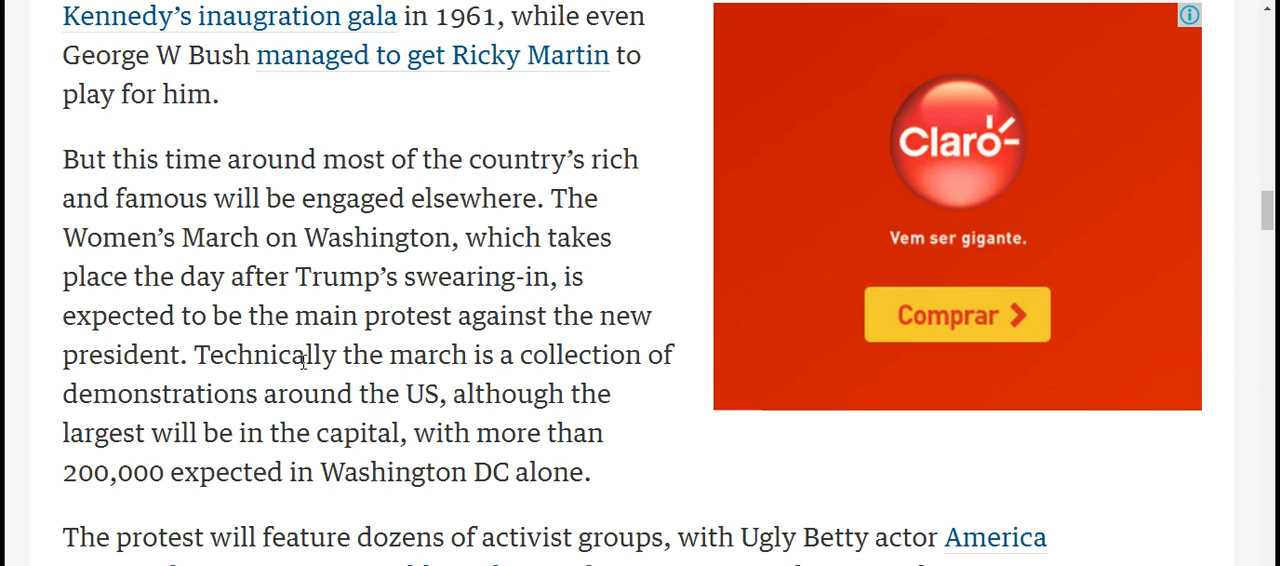 Kennedy’s inaugration gala in 1961, while even
George W Bush managed to get Ricky Martin to
play for him.
But this time around most of the country’s rich
and famous will be engaged elsewhere. The
Women’s March on Washington, which takes
place the day after Trump’s swearing-in, is
expected to be the main protest against the new
president. Technically the march is a collection of
demonstrations around the US, although the
largest will be in the capital, with more than
200,000 expected in Washington DC alone.
The protest will feature dozens of activist groups, with Ugly Betty actor America
Claro
Vem ser gigante.
Comprar